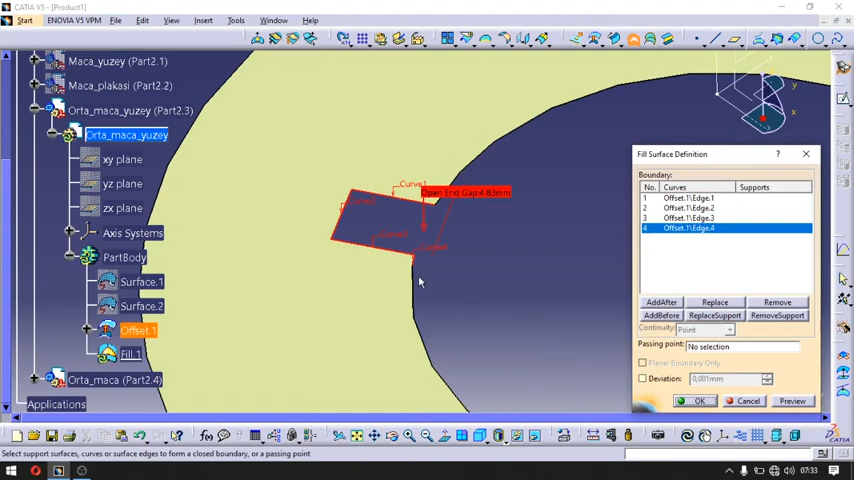 CATIA V5 - [Product1]
Start ENOVIA V5 VPM File Edit View Insert Tools Window Help
Maca_yuzey (Part2.1)
Maca_plakasi (Part2.2)
Orta_maca_yuzey (Part2.3)
Orta_maca_yuzey
xy plane
yz plane
zx plane
Axis Systems
PartBody
Surface.1
Surface.2
Offset.1
Fill.1
Orta_maca (Part2.4)
Applications
Curve1
Open End Gap:4.83mm
y
x
Fill Surface Definition
? ×
Boundary:
No. Curves Supports
1 Offset.1\Edge.1
2 Offset.1\Edge.2
3 Offset.1\Edge.3
4 Offset.1\Edge.4
AddAfter Replace Remove
AddBefore ReplaceSupport RemoveSupport
Continuity: Point
Passing point: No selection
Planar Boundary Only
Deviation: 0,001mm
OK Cancel Preview
Select support surfaces, curves or surface edges to form a closed boundary, or a passing point
CATIA
07:33